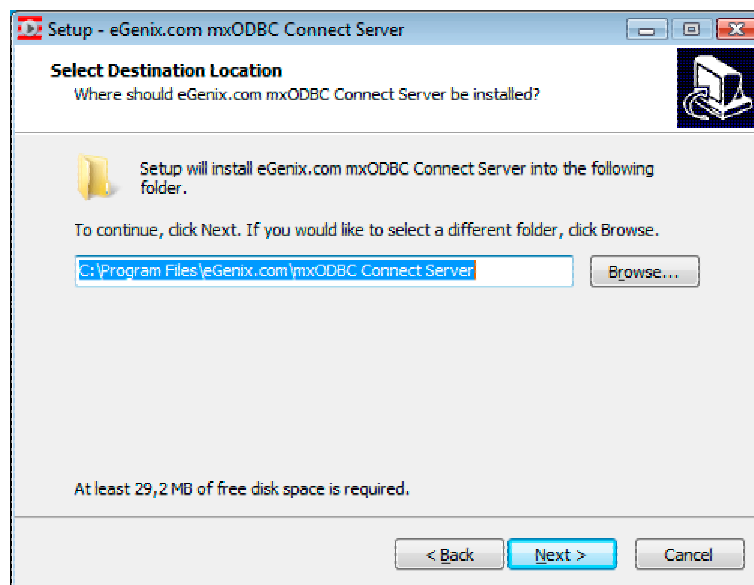 Setup - eGenix.com mxODBC Connect Server
Select Destination Location
Where should eGenix.com mxODBC Connect Server be installed?
Setup will install eGenix.com mxODBC Connect Server into the following
folder.
To continue, click Next. If you would like to select a different folder, click Browse.
C:\Program Files\eGenix.com\mxODBC Connect Server
Browse...
At least 29,2 MB of free disk space is required.
< Back
Next >
Cancel